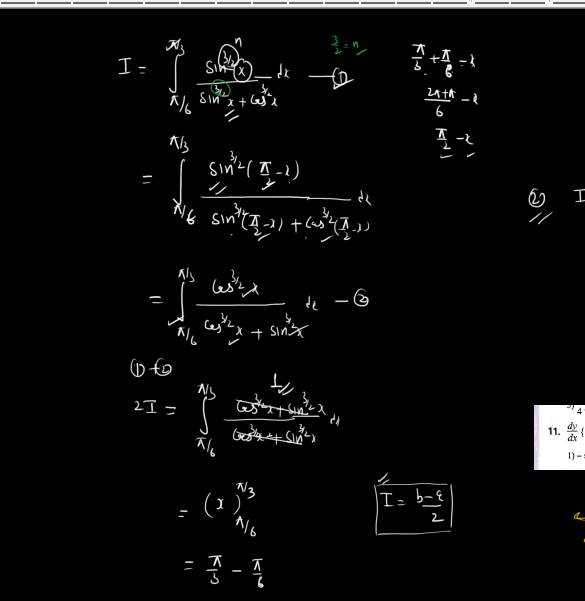 I = ∫_{π/6}^{π/3} sin^{3/2}(x) / (sin^{3/2}x + cos^{3/2}x) dx — ①
n
3/2 = n
π/3 + π/6 - x
(2π+π)/6 - x
π/2 - x
= ∫_{π/6}^{π/3} sin^{3/2}(π/2 - x) / (sin^{3/2}(π/2 - x) + cos^{3/2}(π/2 - x)) dx
② I
= ∫_{π/6}^{π/3} cos^{3/2}x / (cos^{3/2}x + sin^{3/2}x) dx — ②
① + ②
2I = ∫_{π/6}^{π/3} (cos^{3/2}x + sin^{3/2}x) / (cos^{3/2}x + sin^{3/2}x) dx
1
11. dy/dx {
1) -
= (x)_{π/6}^{π/3}
I = (b-a)/2
= π/3 - π/6